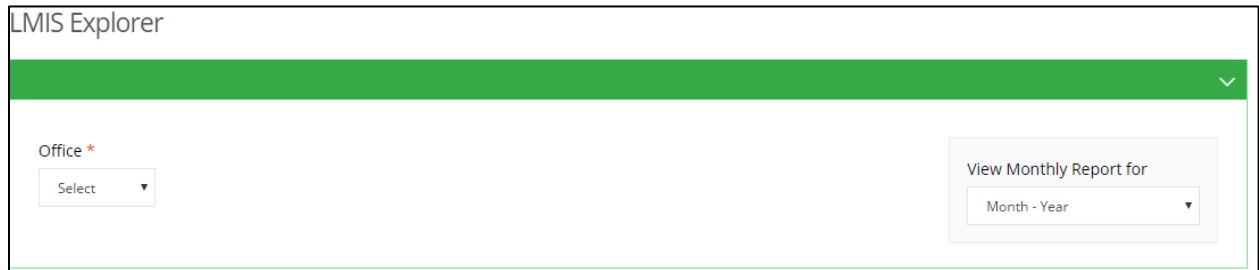 LMIS Explorer
Office *
Select
View Monthly Report for
Month - Year